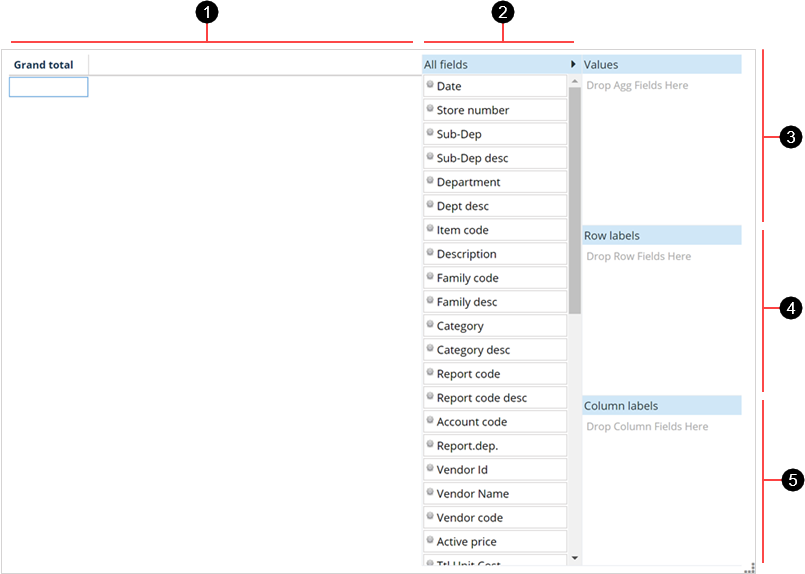 1
2
Grand total
All fields
Values
Date
Drop Agg Fields Here
Store number
Sub-Dep
3
Sub-Dep desc
Department
Dept desc
Item code
Row labels
Description
Drop Row Fields Here
Family code
Family desc
4
Category
Category desc
Report code
Report code desc
Column labels
Account code
Drop Column Fields Here
Report.dep.
Vendor Id
5
Vendor Name
Vendor code
Active price
Ttl Unit Cost